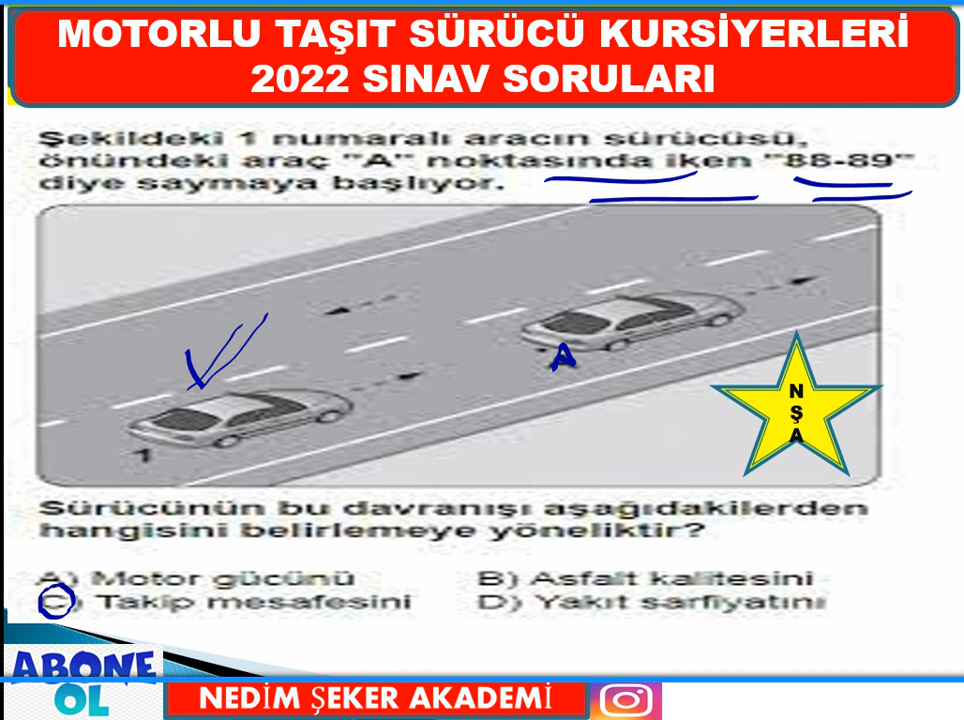 MOTORLU TAŞIT SÜRÜCÜ KURSİYERLERİ
2022 SINAV SORULARI
Şekildeki 1 numaralı aracın sürücüsü,
önündeki araç "A" noktasında iken "88-89"
diye saymaya başlıyor.
A
1
N
Ş
A
Sürücünün bu davranışı aşağıdakilerden
hangisini belirlemeye yöneliktir?
A) Motor gücünü B) Asfalt kalitesini
C) Takip mesafesini D) Yakıt sarfiyatını
ABONE
OL
NEDİM ŞEKER AKADEMİ